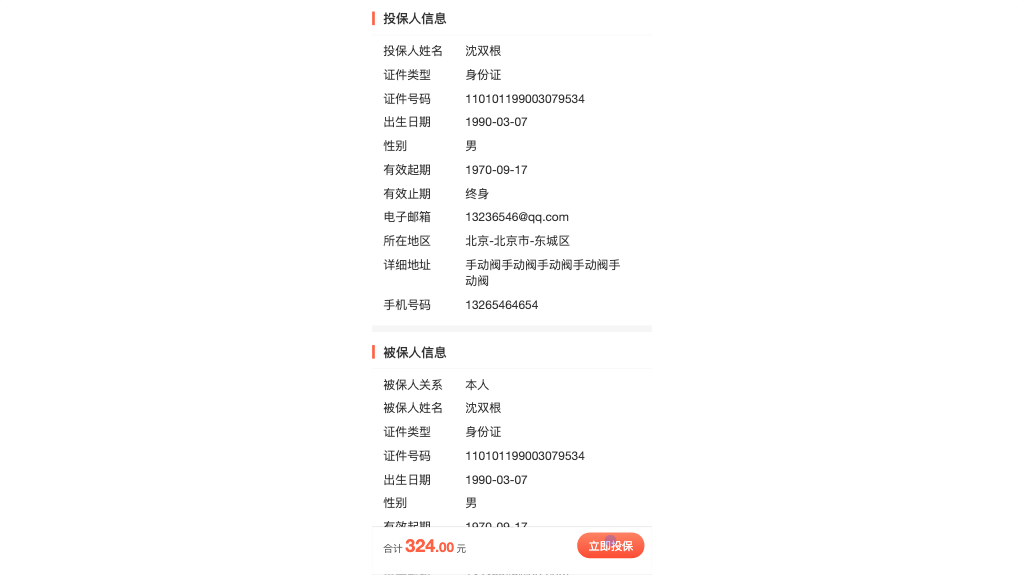 投保人信息
投保人姓名 沈双根
证件类型 身份证
证件号码 110101199003079534
出生日期 1990-03-07
性别 男
有效起期 1970-09-17
有效止期 终身
电子邮箱 13236546@qq.com
所在地区 北京-北京市-东城区
详细地址 手动阀手动阀手动阀手动阀手
动阀
手机号码 13265464654
被保人信息
被保人关系 本人
被保人姓名 沈双根
证件类型 身份证
证件号码 110101199003079534
出生日期 1990-03-07
性别 男
有效起期 1970-09-17
合计 324.00 元 立即投保